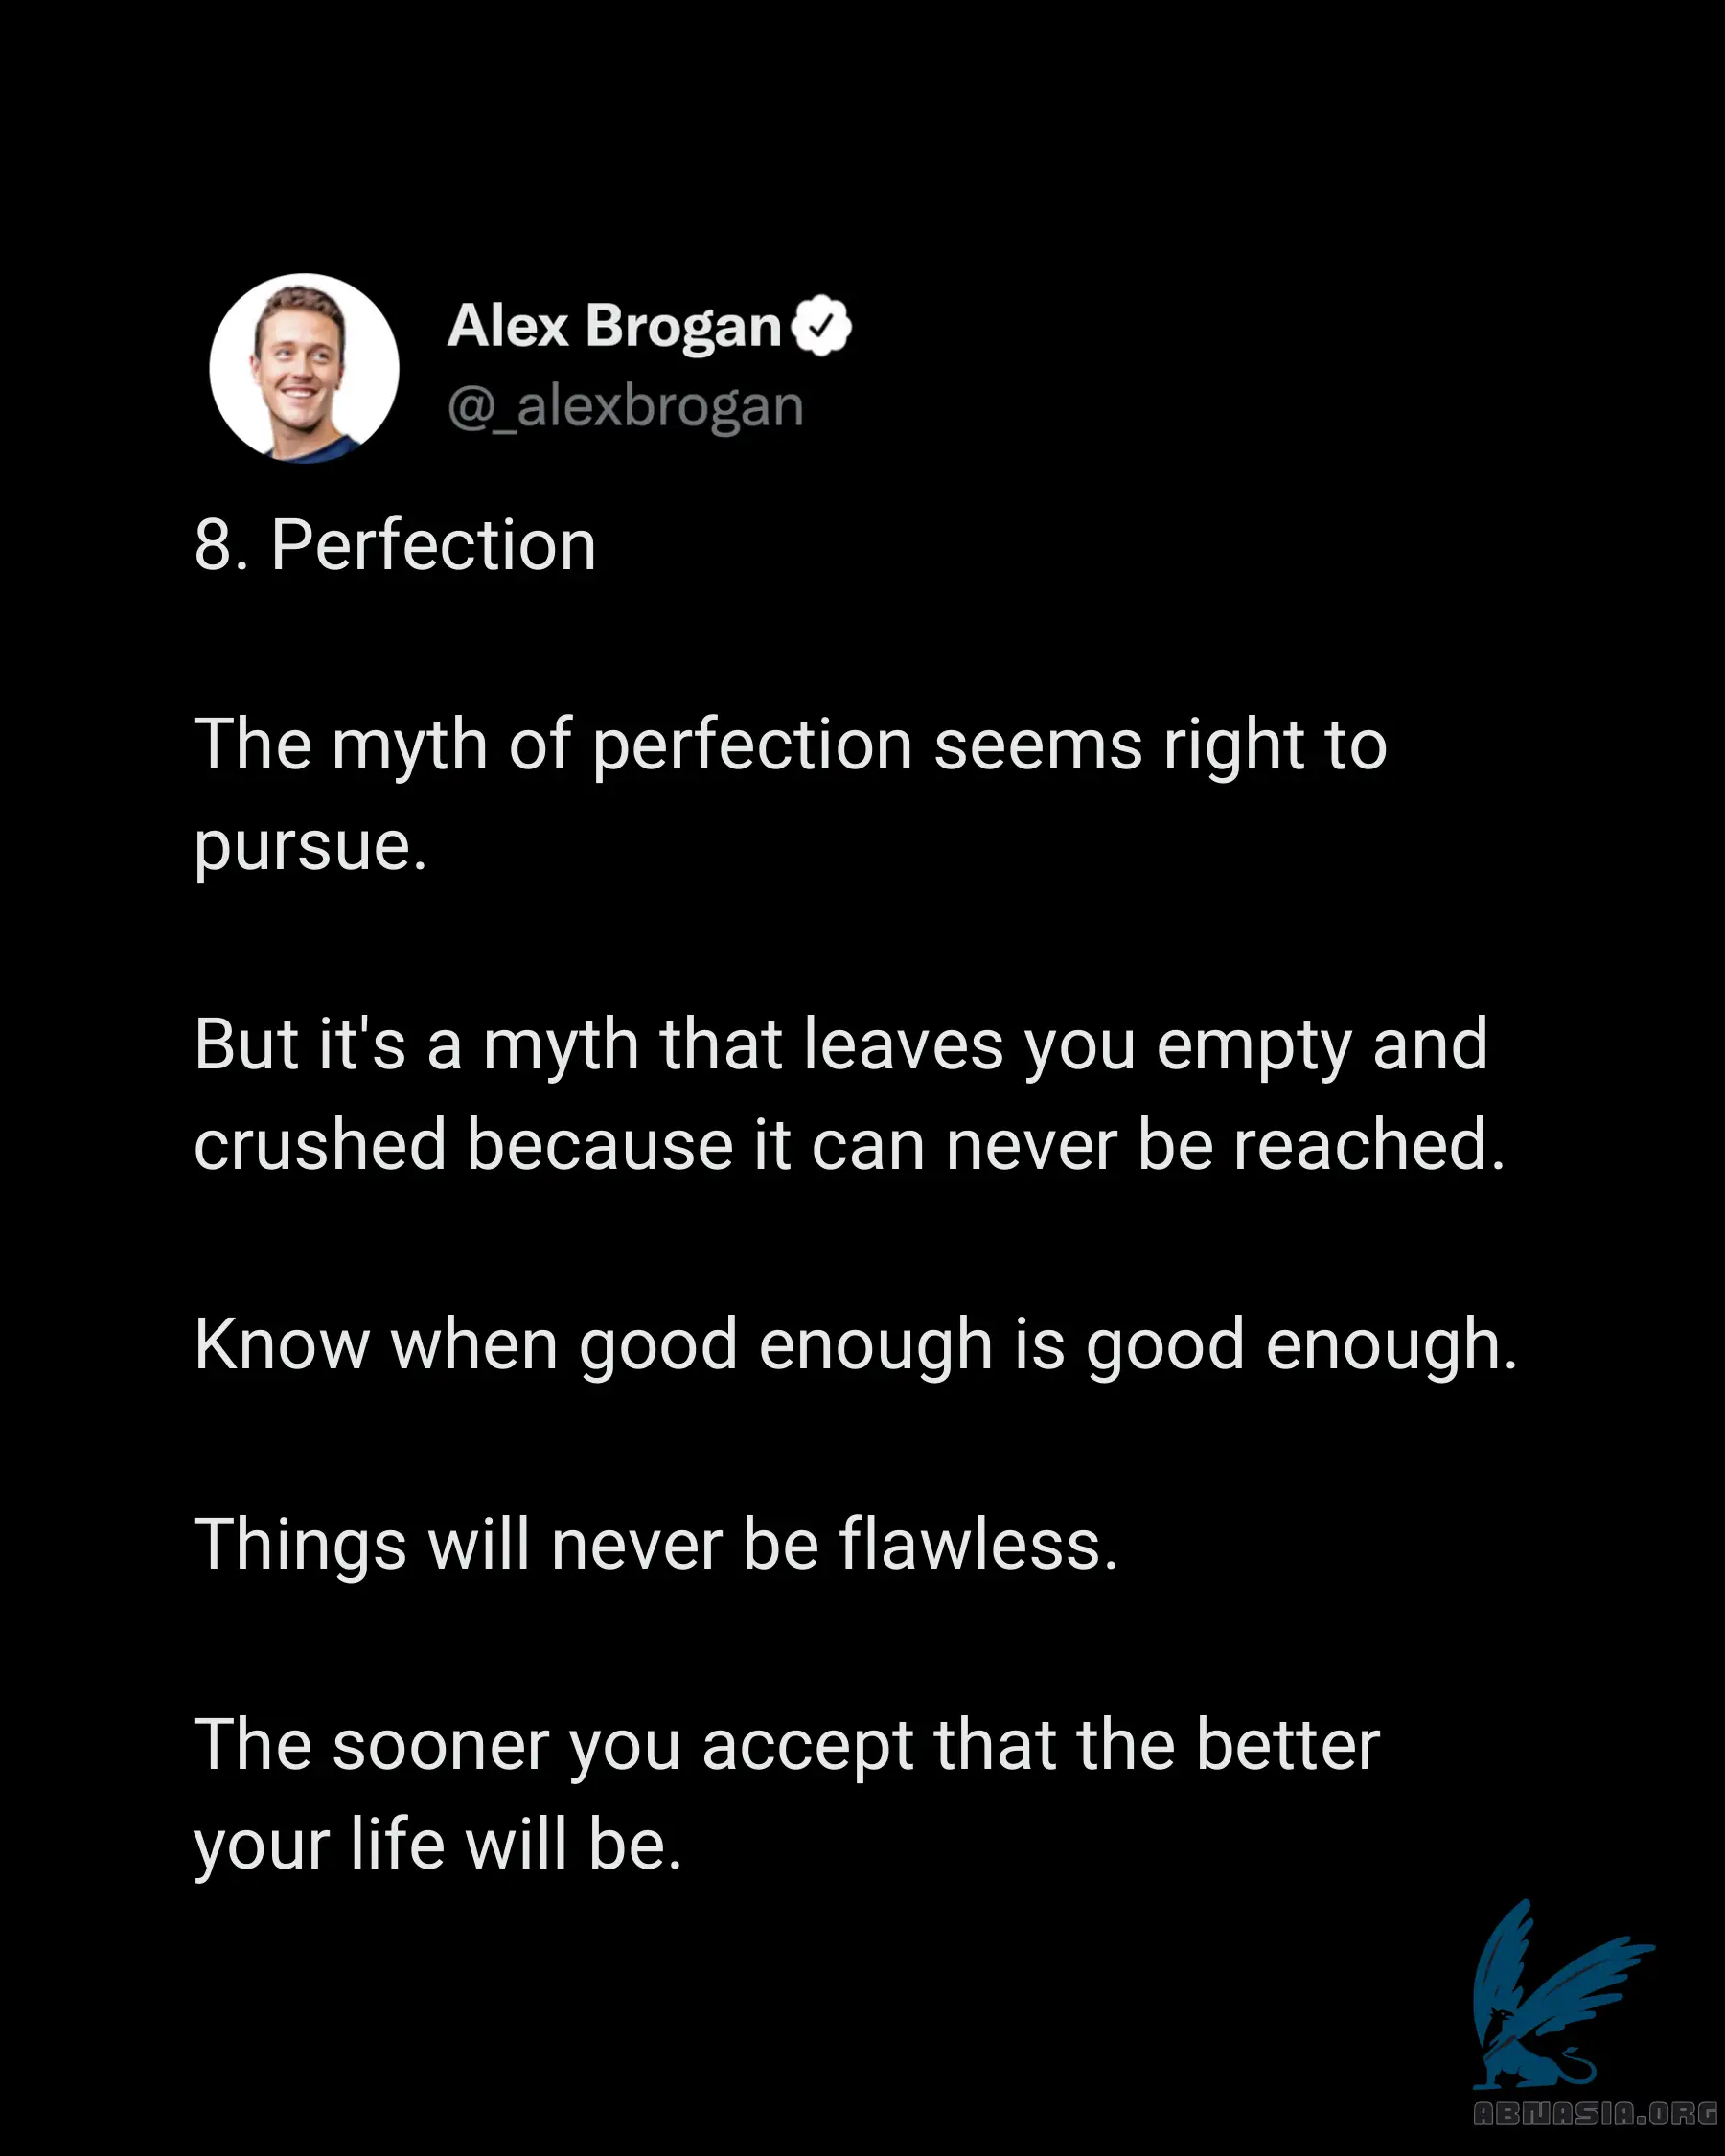 Alex Brogan
@_alexbrogan
8. Perfection
The myth of perfection seems right to
pursue.
But it's a myth that leaves you empty and
crushed because it can never be reached.
Know when good enough is good enough.
Things will never be flawless.
The sooner you accept that the better
your life will be.
ABNASIA.ORG